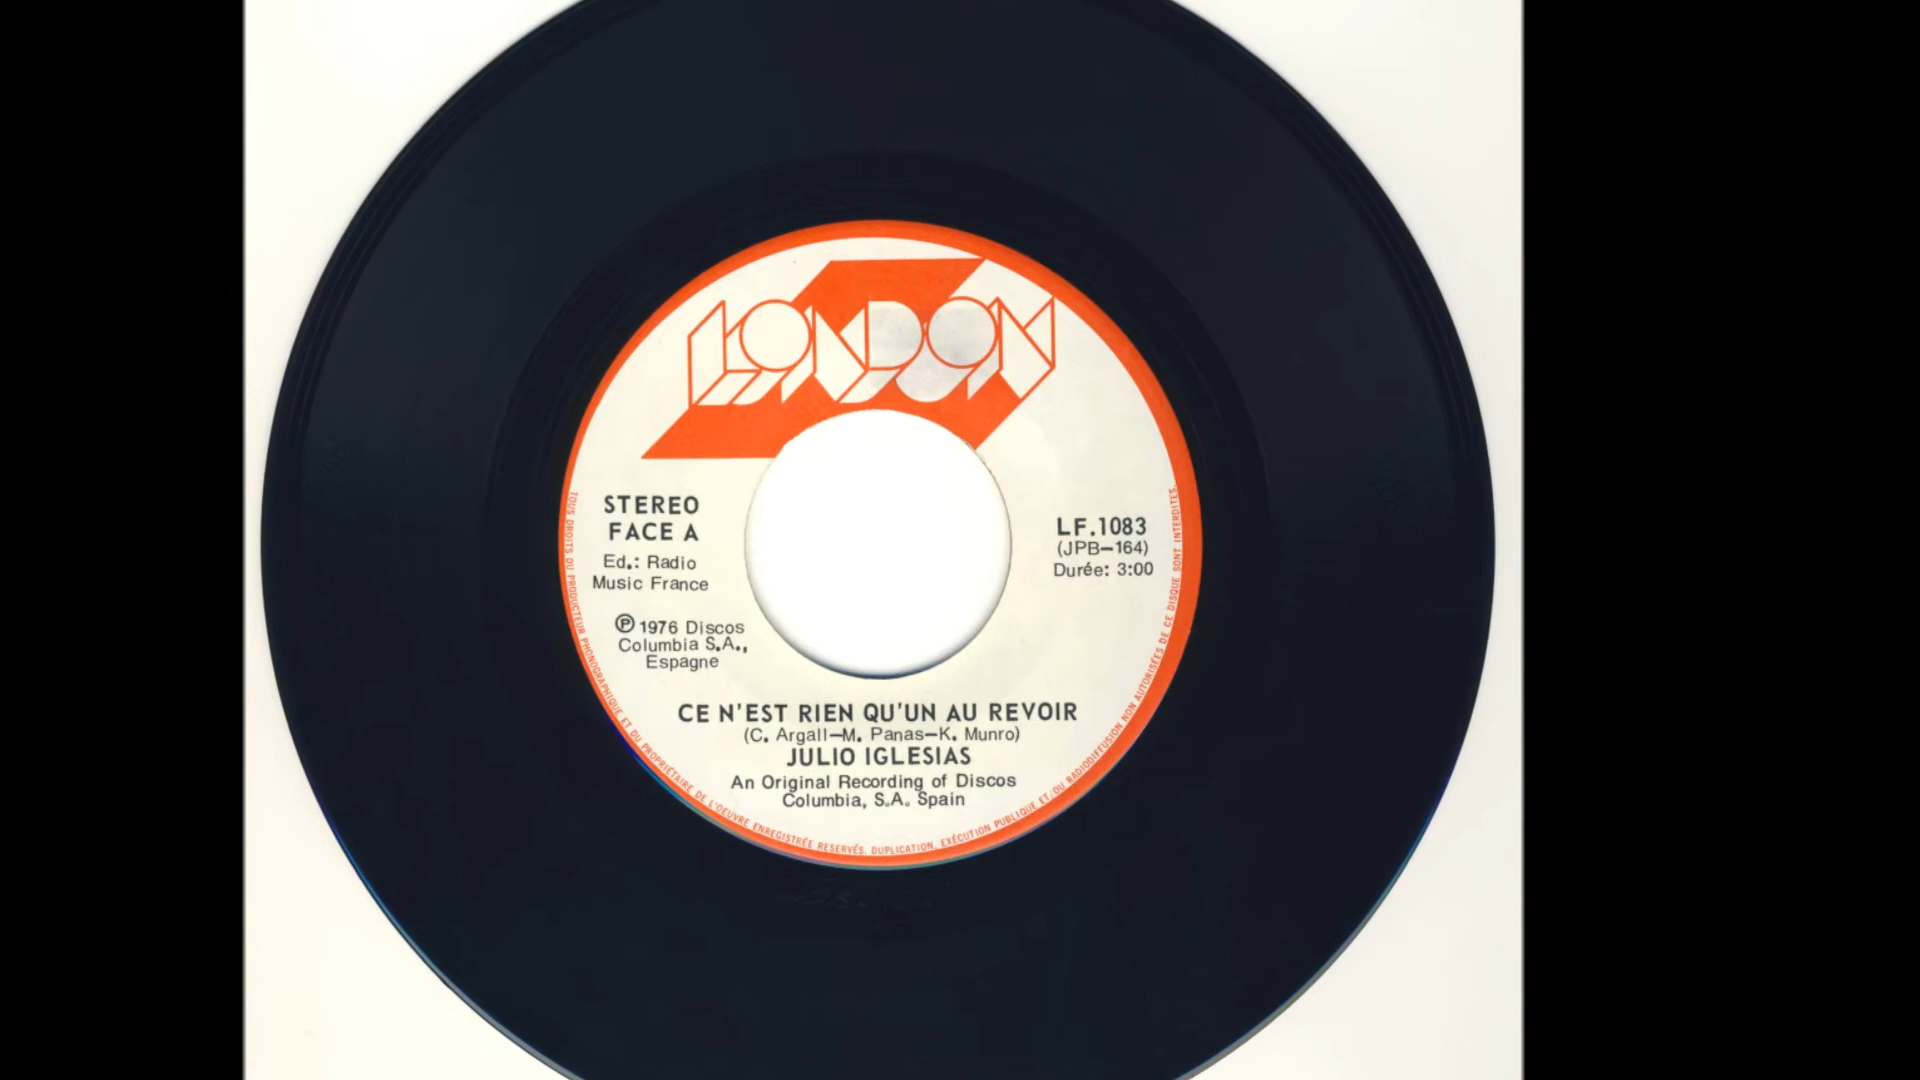 LONDON
STEREO
FACE A
Ed.: Radio
Music France
℗ 1976 Discos
Columbia S.A.,
Espagne
LF.1083
(JPB—164)
Durée: 3:00
CE N'EST RIEN QU'UN AU REVOIR
(C. Argall—M. Panas—K. Munro)
JULIO IGLESIAS
An Original Recording of Discos
Columbia, S.A. Spain
TOUS DROITS DU PRODUCTEUR PHONOGRAPHIQUE ET DU PROPRIÉTAIRE DE L'OEUVRE ENREGISTRÉE RESERVÉS. DUPLICATION, EXÉCUTION PUBLIQUE ET/OU RADIODIFFUSION NON AUTORISÉES DE CE DISQUE SONT INTERDITES.